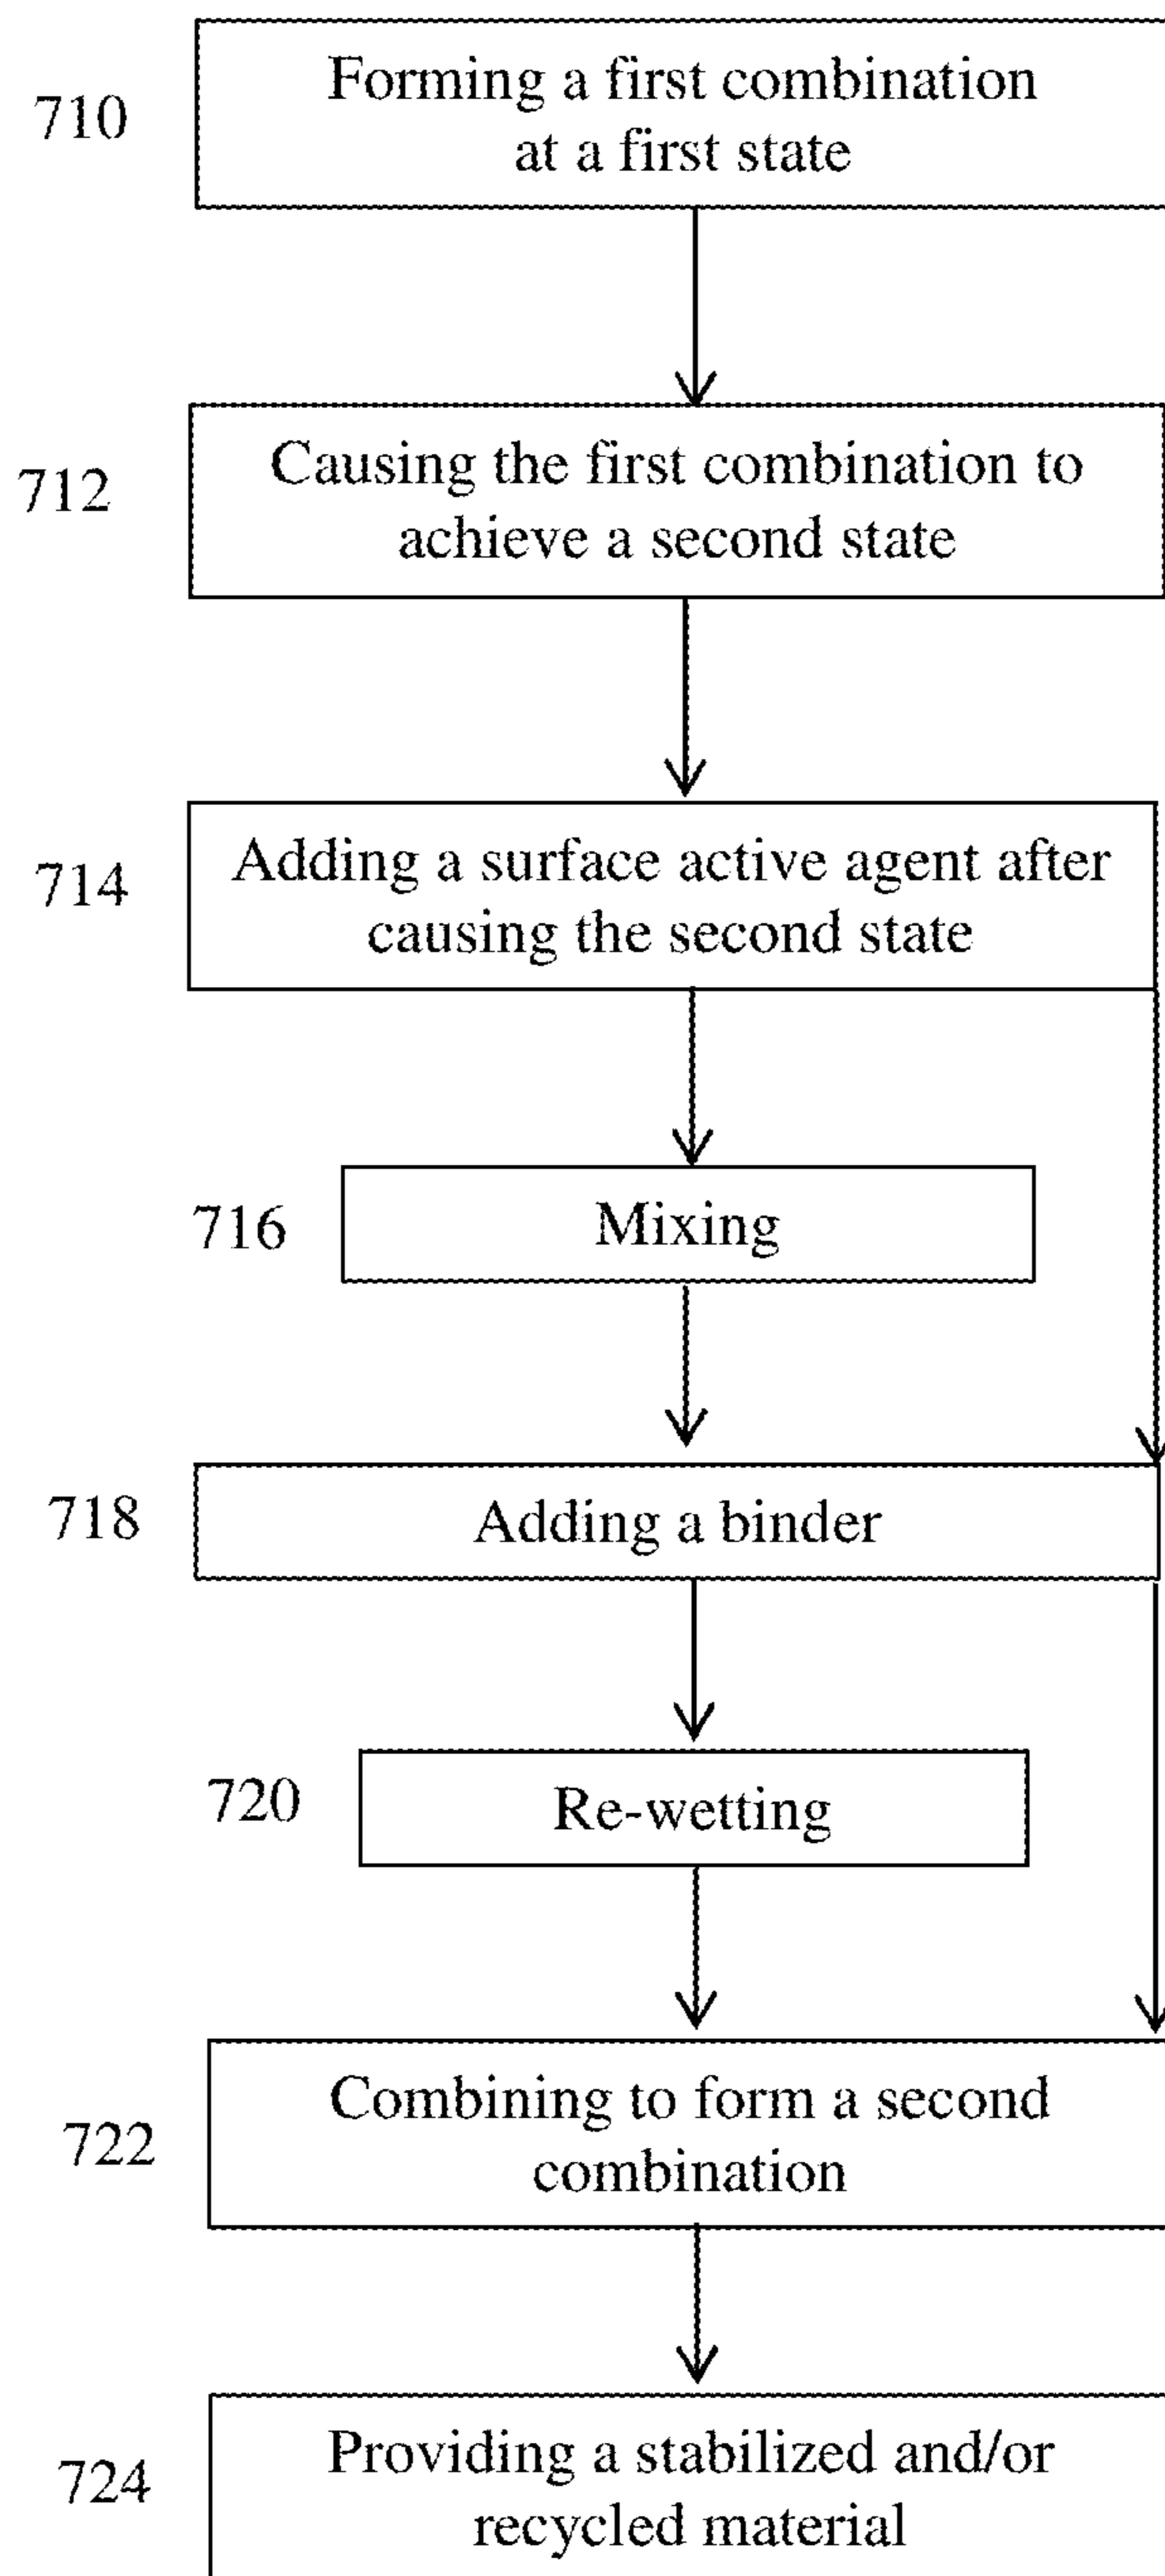 710
Forming a first combination
at a first state
712
Causing the first combination to
achieve a second state
714
Adding a surface active agent after
causing the second state
716
Mixing
718
Adding a binder
720
Re-wetting
722
Combining to form a second
combination
724
Providing a stabilized and/or
recycled material